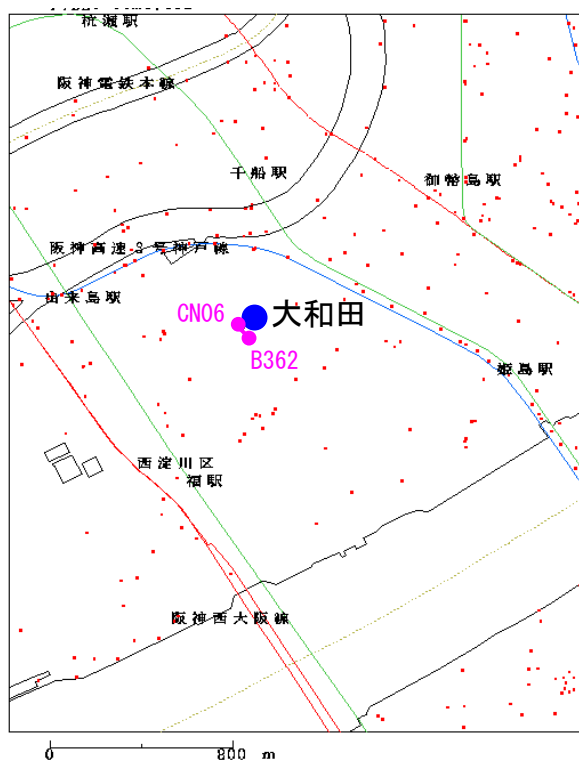 杭瀬駅
阪神電鉄本線
千船駅
御幣島駅
阪神高速3号神戸線
出来島駅
CN06
大和田
B362
姫島駅
西淀川区
福駅
阪神西大阪線
0
800 m